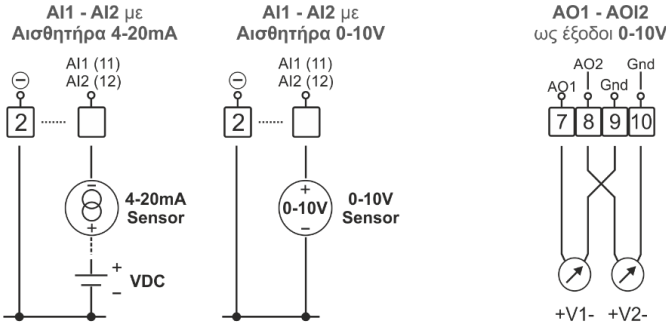 AI1 - AI2 με
Αισθητήρα 4-20mA
AI1 (11)
AI2 (12)
−
2
−
4-20mA
Sensor
+
+
VDC
−
AI1 - AI2 με
Αισθητήρα 0-10V
AI1 (11)
AI2 (12)
−
2
+
0-10V
−
0-10V
Sensor
AO1 - AOI2
ως έξοδοι 0-10V
AO2 Gnd
AO1 Gnd
7 8 9 10
+V1- +V2-